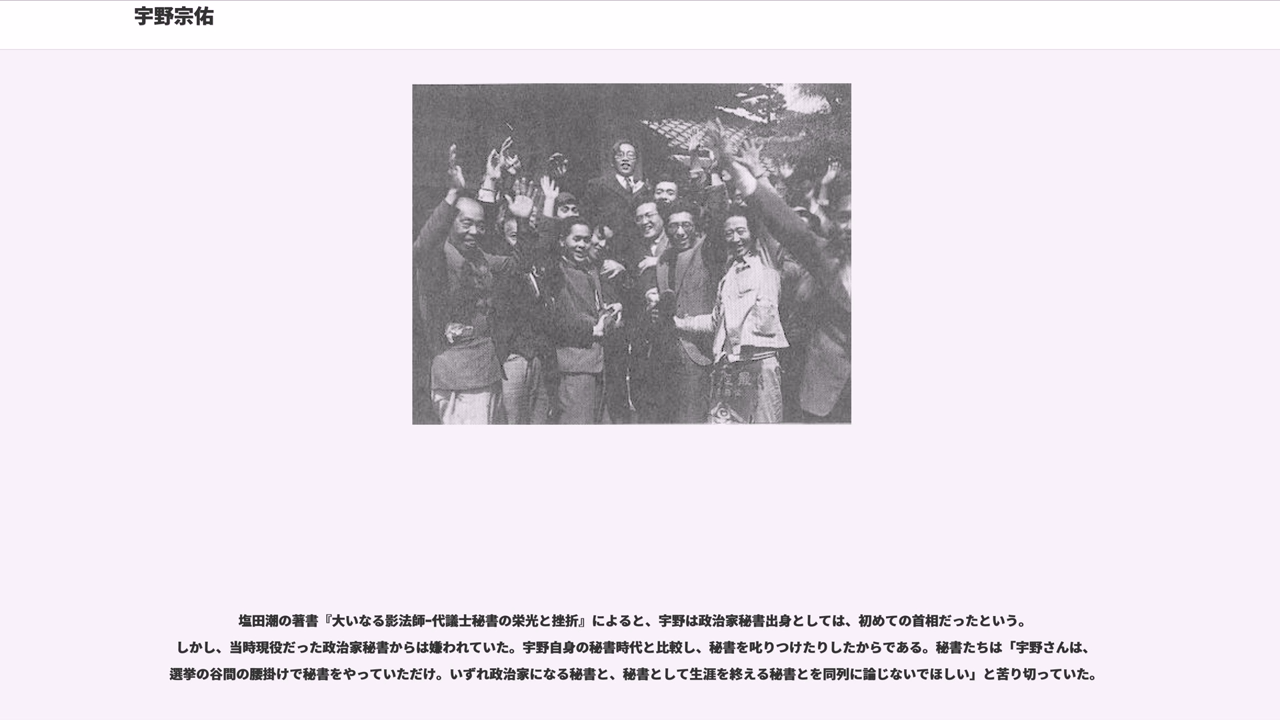 宇野宗佑
塩田潮の著書『大いなる影法師-代議士秘書の栄光と挫折』によると、宇野は政治家秘書出身としては、初めての首相だったという。
しかし、当時現役だった政治家秘書からは嫌われていた。宇野自身の秘書時代と比較し、秘書を叱りつけたりしたからである。秘書たちは「宇野さんは、
選挙の谷間の腰掛けで秘書をやっていただけ。いずれ政治家になる秘書と、秘書として生涯を終える秘書とを同列に論じないでほしい」と苦り切っていた。